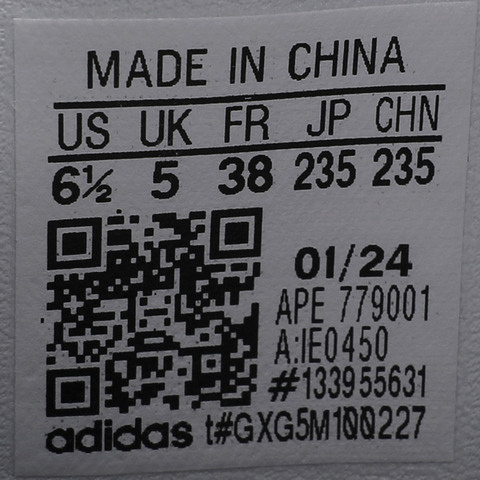 MADE IN CHINA
US UK FR JP CHN
6½ 5 38 235 235
01/24
APE 779001
A:IE0450
#133955631
adidas t#GXG5M100227